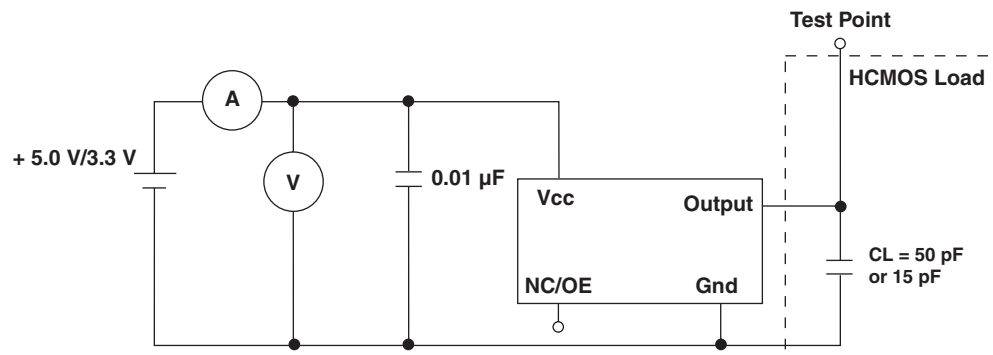 Test Point
HCMOS Load
A
+ 5.0 V/3.3 V
V
0.01 µF
Vcc
Output
CL = 50 pF
or 15 pF
NC/OE
Gnd